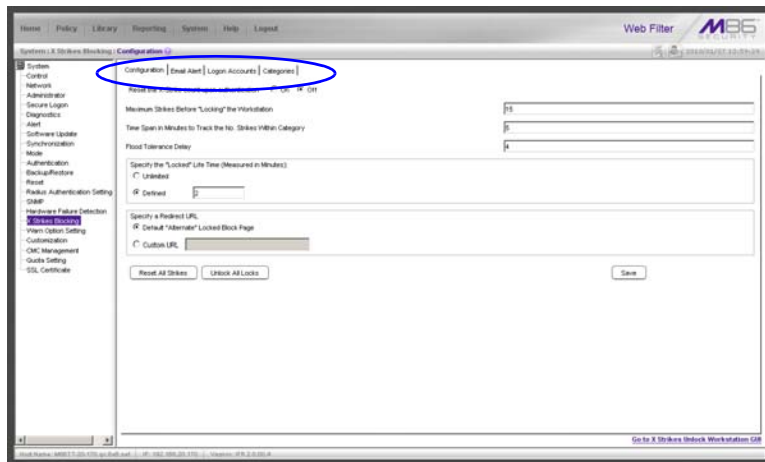 Home Policy Library Reporting System Help Logout
Web Filter
M86 SECURITY
System : X Strikes Blocking : Configuration
System
Control
Network
Administrator
Secure Logon
Diagnostics
Alert
Software Update
Synchronization
Mode
Authentication
Backup/Restore
Reset
Radius Authentication Setting
SNMP
Hardware Failure Detection
X Strikes Blocking
Warn Option Setting
Customization
CMC Management
Quota Setting
SSL Certificate
Configuration Email Alert Logon Accounts Categories
On Off
Maximum Strikes Before "Locking" the Workstation 15
Time Span in Minutes to Track the No. Strikes Within Category 5
Flood Tolerance Delay 4
Specify the "Locked" Life Time (Measured in Minutes)
Unlimited
Defined 2
Specify a Redirect URL
Default "Alternate" Locked Block Page
Custom URL
Reset All Strikes Unlock All Locks Save
Go to X Strikes Unlock Workstation GUI